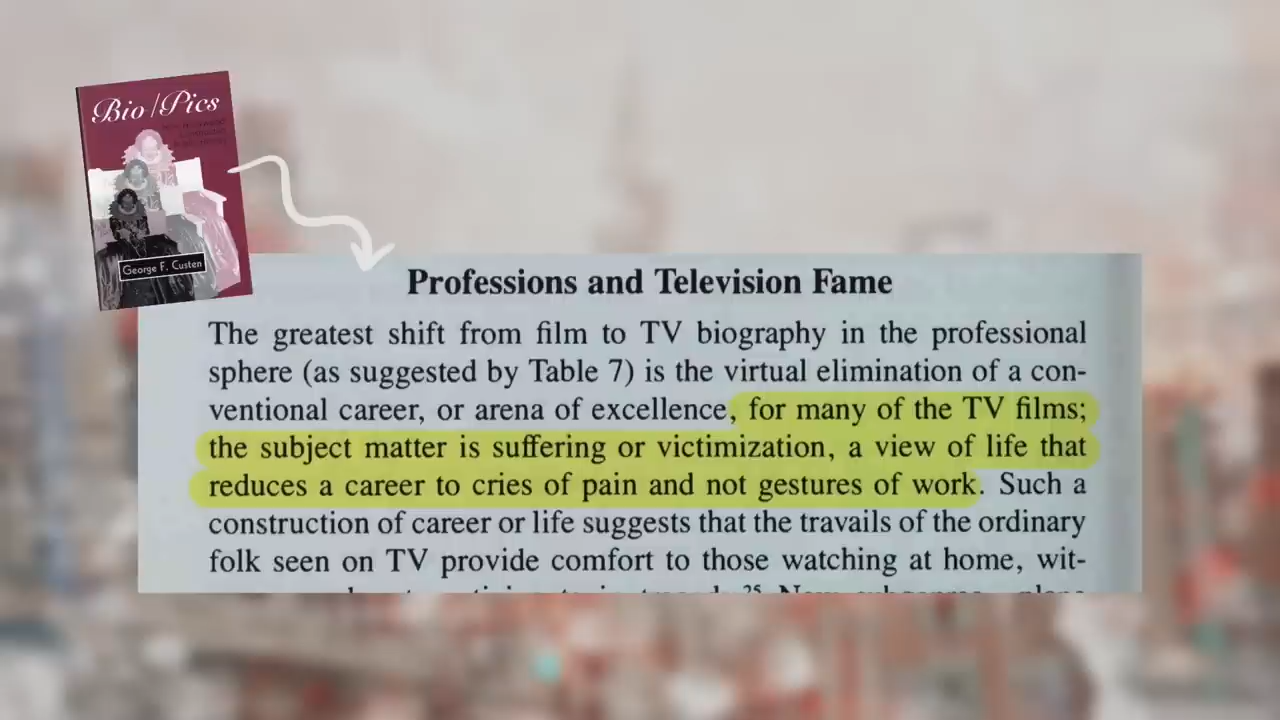 Bio/Pics
George F. Custen
Professions and Television Fame
The greatest shift from film to TV biography in the professional
sphere (as suggested by Table 7) is the virtual elimination of a con-
ventional career, or arena of excellence, for many of the TV films;
the subject matter is suffering or victimization, a view of life that
reduces a career to cries of pain and not gestures of work. Such a
construction of career or life suggests that the travails of the ordinary
folk seen on TV provide comfort to those watching at home, wit-